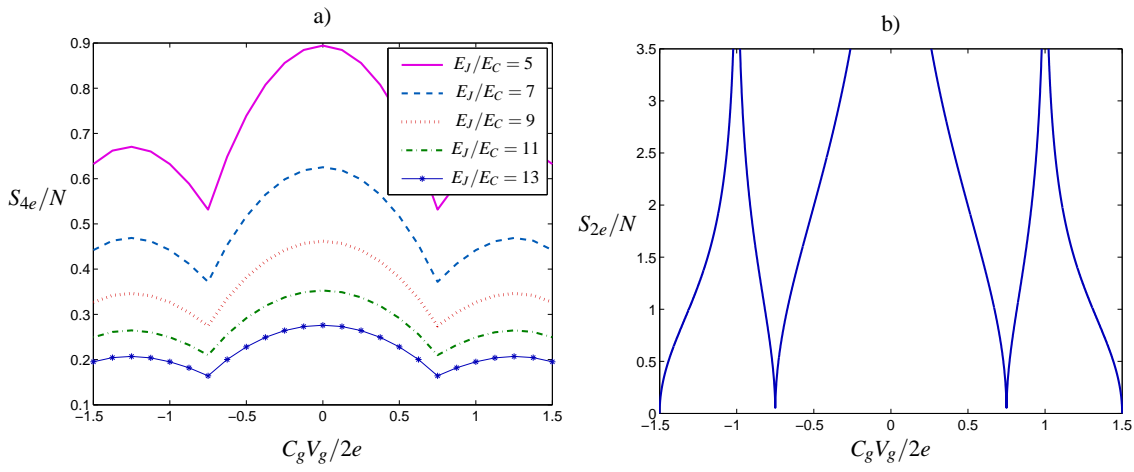 a)
0.9
0.8
0.7
0.6
0.5
0.4
0.3
0.2
0.1
S_{4e}/N
E_J/E_C = 5
E_J/E_C = 7
E_J/E_C = 9
E_J/E_C = 11
E_J/E_C = 13
−1.5 −1 −0.5 0 0.5 1 1.5
C_gV_g/2e
b)
3.5
3
2.5
2
1.5
1
0.5
0
S_{2e}/N
−1.5 −1 −0.5 0 0.5 1 1.5
C_gV_g/2e